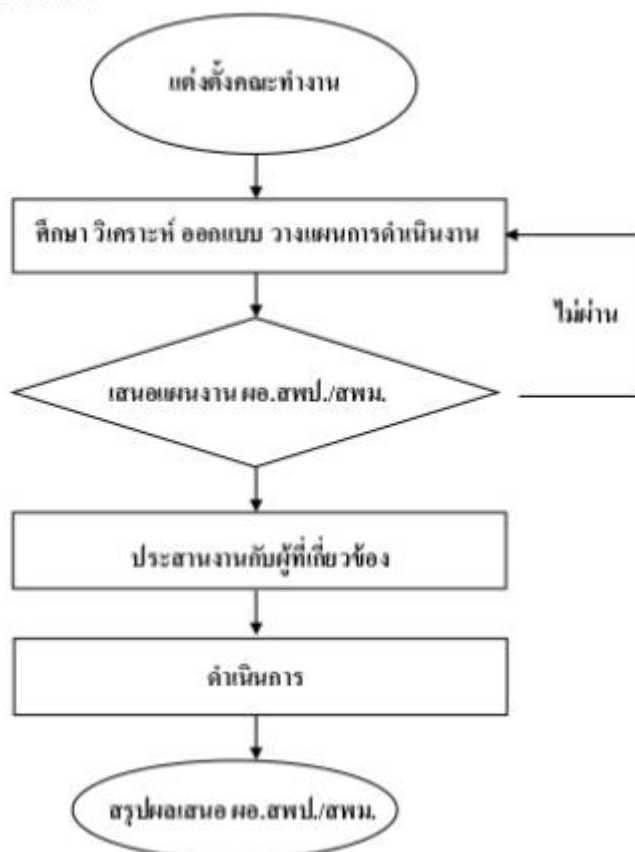 แต่งตั้งคณะทำงาน
ศึกษา วิเคราะห์ ออกแบบ วางแผนการดำเนินงาน
ไม่ผ่าน
เสนอแผนงาน ผอ.สพป./สพม.
ประสานงานกับผู้ที่เกี่ยวข้อง
ดำเนินการ
สรุปผลเสนอ ผอ.สพป./สพม.